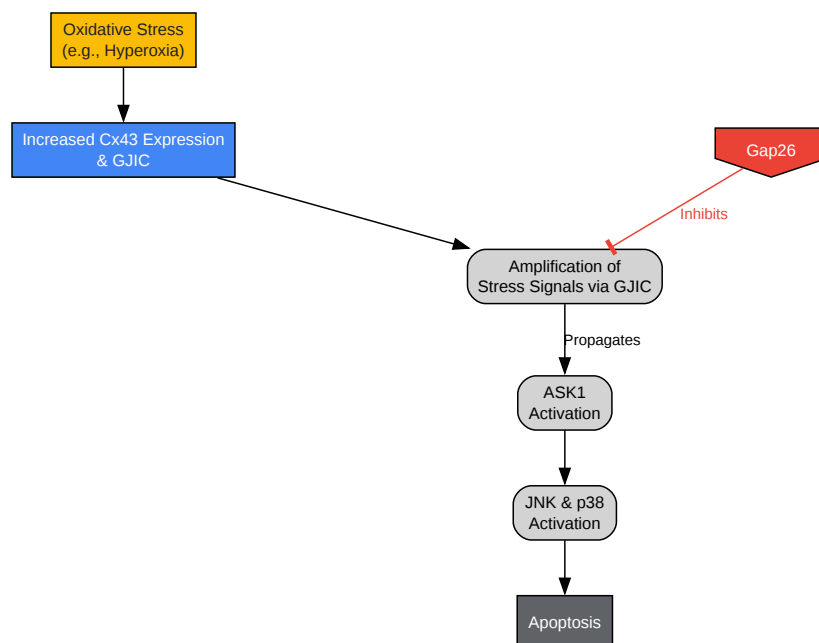 Oxidative Stress
(e.g., Hyperoxia)
Increased Cx43 Expression
& GJIC
Gap26
Inhibits
Amplification of
Stress Signals via GJIC
Propagates
ASK1
Activation
JNK & p38
Activation
Apoptosis